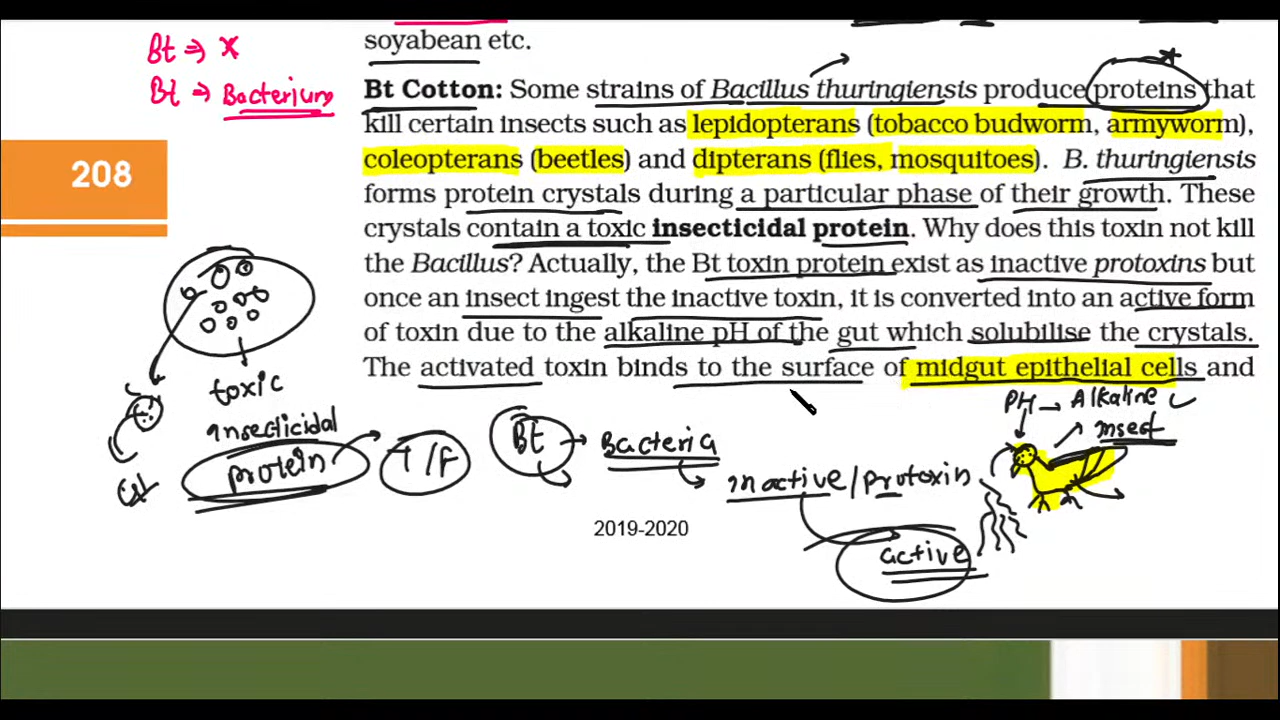 soyabean etc.
Bt ⇒ x
Bt ⇒ Bacterium
Bt Cotton: Some strains of Bacillus thuringiensis produce proteins that
kill certain insects such as lepidopterans (tobacco budworm, armyworm),
coleopterans (beetles) and dipterans (flies, mosquitoes). B. thuringiensis
208
forms protein crystals during a particular phase of their growth. These
crystals contain a toxic insecticidal protein. Why does this toxin not kill
the Bacillus? Actually, the Bt toxin protein exist as inactive protoxins but
once an insect ingest the inactive toxin, it is converted into an active form
of toxin due to the alkaline pH of the gut which solubilise the crystals.
The activated toxin binds to the surface of midgut epithelial cells and
toxic
insecticidal
protein
T/F
Bt → Bacteria
inactive/protoxin
active
PH → Alkaline
insect
2019-2020